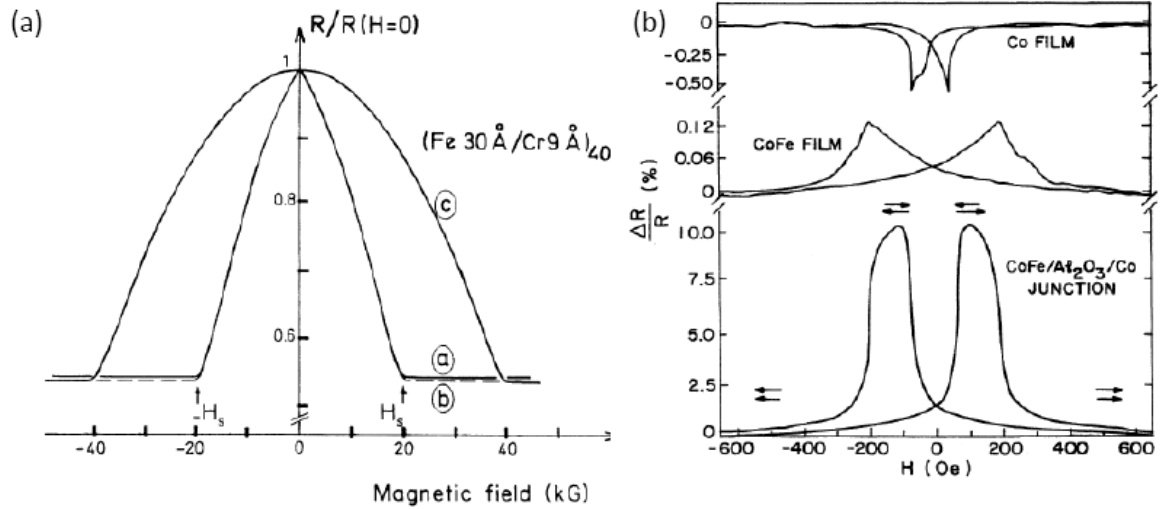 (a)
R/R(H=0)
1
(Fe 30 Å/Cr9 Å)40
0.8
c
0.6
a
b
-Hs
Hs
-40 -20 0 20 40
Magnetic field (kG)
(b)
0
-0.25
-0.50
Co FILM
0.12
0.06
0
CoFe FILM
ΔR/R (%)
10.0
7.5
5.0
2.5
0
CoFe/Al2O3/Co
JUNCTION
-600 -400 -200 0 200 400 600
H (Oe)